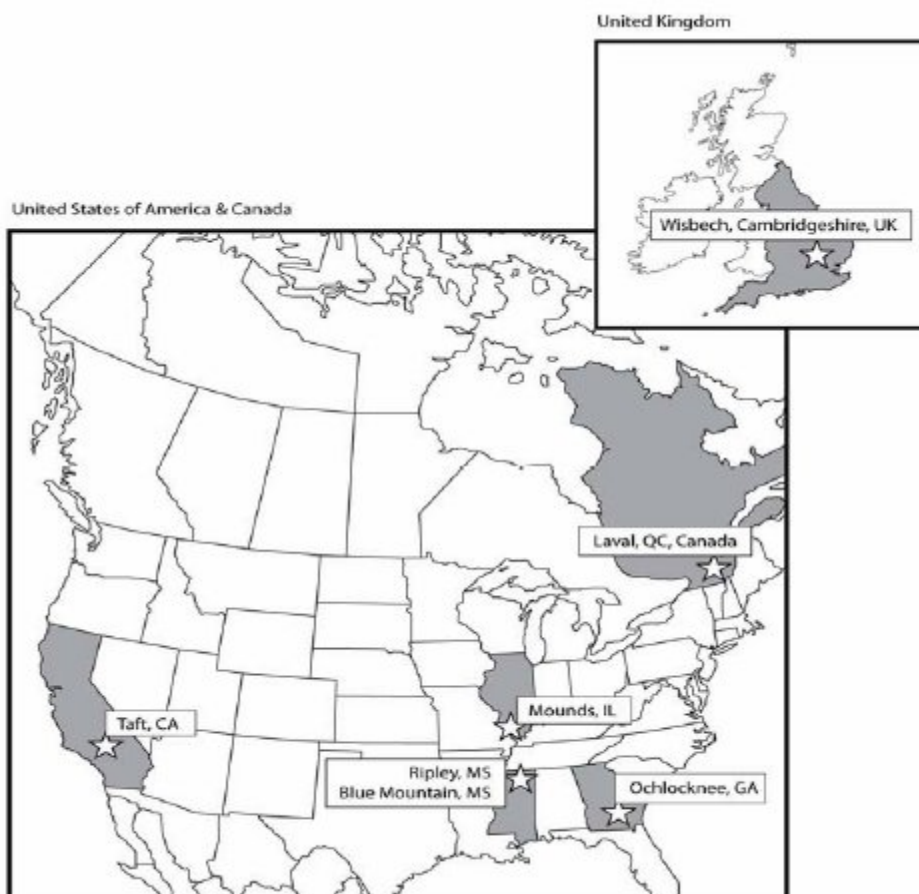 United Kingdom
Wisbech, Cambridgeshire, UK
United States of America & Canada
Laval, QC, Canada
Mounds, IL
Taft, CA
Ripley, MS
Blue Mountain, MS
Ochlocknee, GA